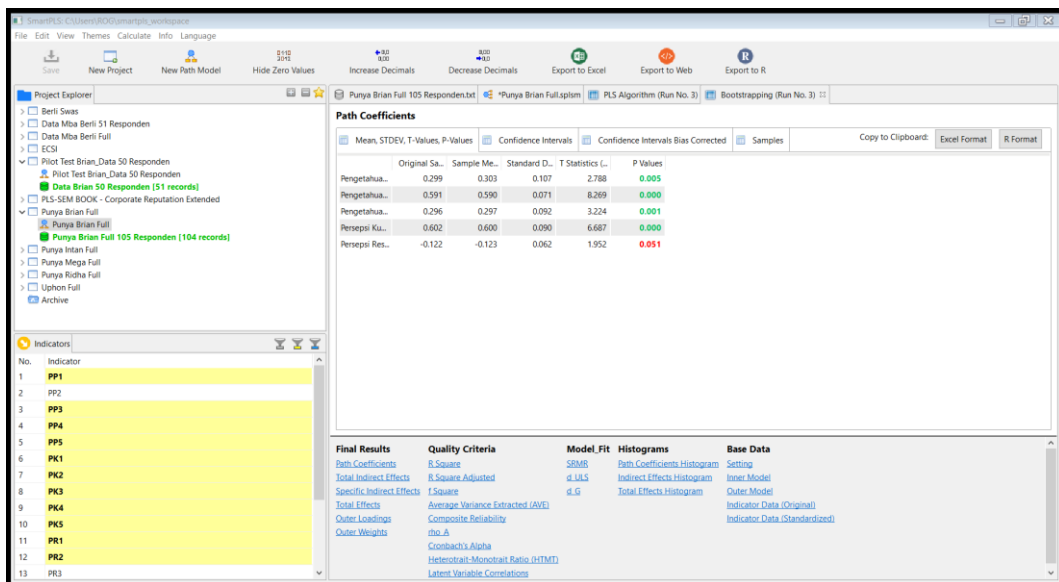 SmartPLS: C:\Users\ROG\smartpls_workspace
File Edit View Themes Calculate Info Language
Save New Project New Path Model Hide Zero Values Increase Decimals Decrease Decimals Export to Excel Export to Web Export to R
Project Explorer
Berli Swas
Data Mba Berli 51 Responden
Data Mba Berli Full
ECSI
Pilot Test Brian_Data 50 Responden
Pilot Test Brian_Data 50 Responden
Data Brian 50 Responden [51 records]
PLS-SEM BOOK - Corporate Reputation Extended
Punya Brian Full
Punya Brian Full
Punya Brian Full 105 Responden [104 records]
Punya Intan Full
Punya Mega Full
Punya Ridha Full
Uphon Full
Archive
Indicators
No. Indicator
1 PP1
2 PP2
3 PP3
4 PP4
5 PP5
6 PK1
7 PK2
8 PK3
9 PK4
10 PK5
11 PR1
12 PR2
13 PR3
Punya Brian Full 105 Responden.txt *Punya Brian Full.splsm PLS Algorithm (Run No. 3) Bootstrapping (Run No. 3)
Path Coefficients
Mean, STDEV, T-Values, P-Values Confidence Intervals Confidence Intervals Bias Corrected Samples Copy to Clipboard: Excel Format R Format
Original Sa... Sample Me... Standard D... T Statistics (... P Values
Pengetahua... 0.299 0.303 0.107 2.788 0.005
Pengetahua... 0.591 0.590 0.071 8.269 0.000
Pengetahua... 0.296 0.297 0.092 3.224 0.001
Persepsi Ku... 0.602 0.600 0.090 6.687 0.000
Persepsi Res... -0.122 -0.123 0.062 1.952 0.051
Final Results Quality Criteria Model_Fit Histograms Base Data
Path Coefficients R Square SRMR Path Coefficients Histogram Setting
Total Indirect Effects R Square Adjusted d_ULS Indirect Effects Histogram Inner Model
Specific Indirect Effects f Square d_G Total Effects Histogram Outer Model
Total Effects Average Variance Extracted (AVE) Indicator Data (Original)
Outer Loadings Composite Reliability Indicator Data (Standardized)
Outer Weights rho_A
Cronbach's Alpha
Heterotrait-Monotrait Ratio (HTMT)
Latent Variable Correlations